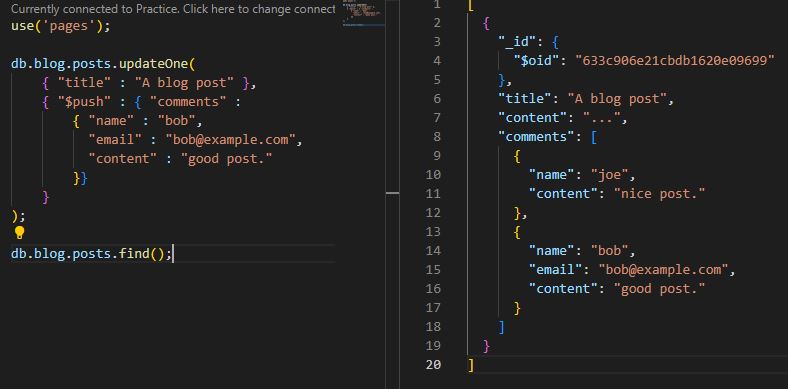 Currently connected to Practice. Click here to change connect
use('pages');
db.blog.posts.updateOne(
{ "title" : "A blog post" },
{ "$push" : { "comments" :
{ "name" : "bob",
"email" : "bob@example.com",
"content" : "good post."
}}
}
);
db.blog.posts.find();
1 [
2 {
3 "_id": {
4 "$oid": "633c906e21cbdb1620e09699"
5 },
6 "title": "A blog post",
7 "content": "...",
8 "comments": [
9 {
10 "name": "joe",
11 "content": "nice post."
12 },
13 {
14 "name": "bob",
15 "email": "bob@example.com",
16 "content": "good post."
17 }
18 ]
19 }
20 ]